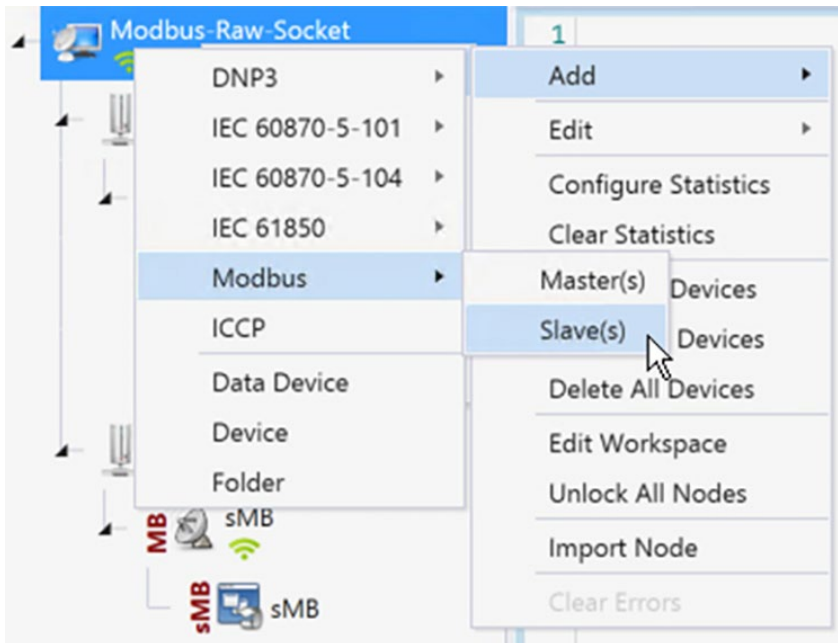 Modbus-Raw-Socket
1
DNP3
IEC 60870-5-101
IEC 60870-5-104
IEC 61850
Modbus
ICCP
Data Device
Device
Folder
Add
Edit
Configure Statistics
Clear Statistics
Devices
Devices
Delete All Devices
Edit Workspace
Unlock All Nodes
Import Node
Clear Errors
Master(s)
Slave(s)
MB
sMB
sMB
sMB